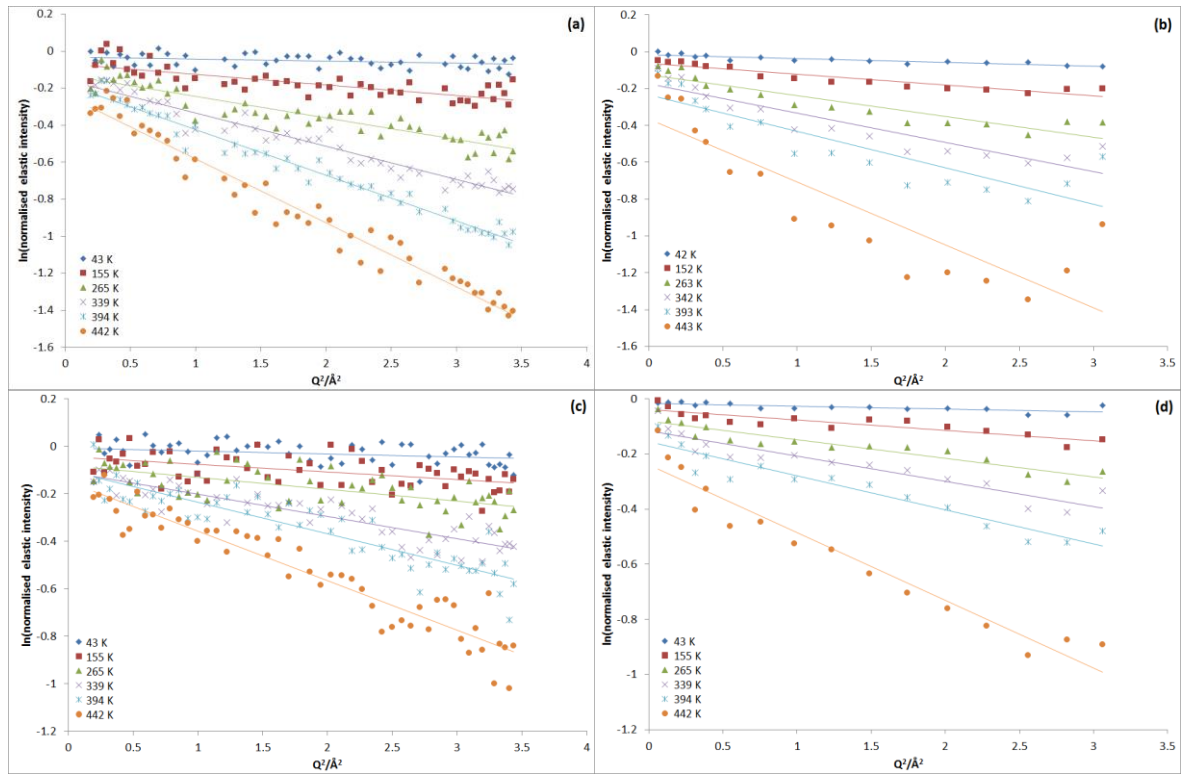 (a)
ln(normalised elastic intensity)
0.2
0
-0.2
-0.4
-0.6
-0.8
-1
-1.2
-1.4
-1.6
43 K
155 K
265 K
339 K
394 K
442 K
0 0.5 1 1.5 2 2.5 3 3.5 4
Q²/Å²
(b)
ln(normalised elastic intensity)
0.2
0
-0.2
-0.4
-0.6
-0.8
-1
-1.2
-1.4
-1.6
42 K
152 K
263 K
342 K
393 K
443 K
0 0.5 1 1.5 2 2.5 3 3.5
Q²/Å²
(c)
ln(normalised elastic intensity)
0.2
0
-0.2
-0.4
-0.6
-0.8
-1
-1.2
43 K
155 K
265 K
339 K
394 K
442 K
0 0.5 1 1.5 2 2.5 3 3.5 4
Q²/Å²
(d)
ln(normalised elastic intensity)
0
-0.2
-0.4
-0.6
-0.8
-1
-1.2
43 K
155 K
265 K
339 K
394 K
442 K
0 0.5 1 1.5 2 2.5 3 3.5
Q²/Å²